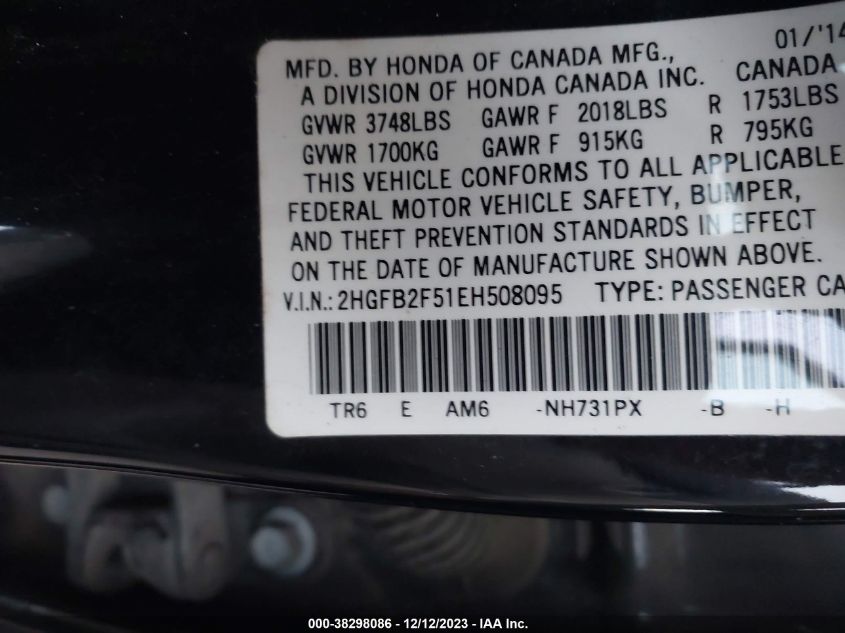 01/'14
MFD. BY HONDA OF CANADA MFG.,
A DIVISION OF HONDA CANADA INC. CANADA
GVWR 3748LBS GAWR F 2018LBS R 1753LBS
GVWR 1700KG GAWR F 915KG R 795KG
THIS VEHICLE CONFORMS TO ALL APPLICABLE
FEDERAL MOTOR VEHICLE SAFETY, BUMPER,
AND THEFT PREVENTION STANDARDS IN EFFECT
ON THE DATE OF MANUFACTURE SHOWN ABOVE.
V.I.N.: 2HGFB2F51EH508095 TYPE: PASSENGER CA
TR6 E AM6 -NH731PX -B -H
000-38298086 - 12/12/2023 - IAA Inc.